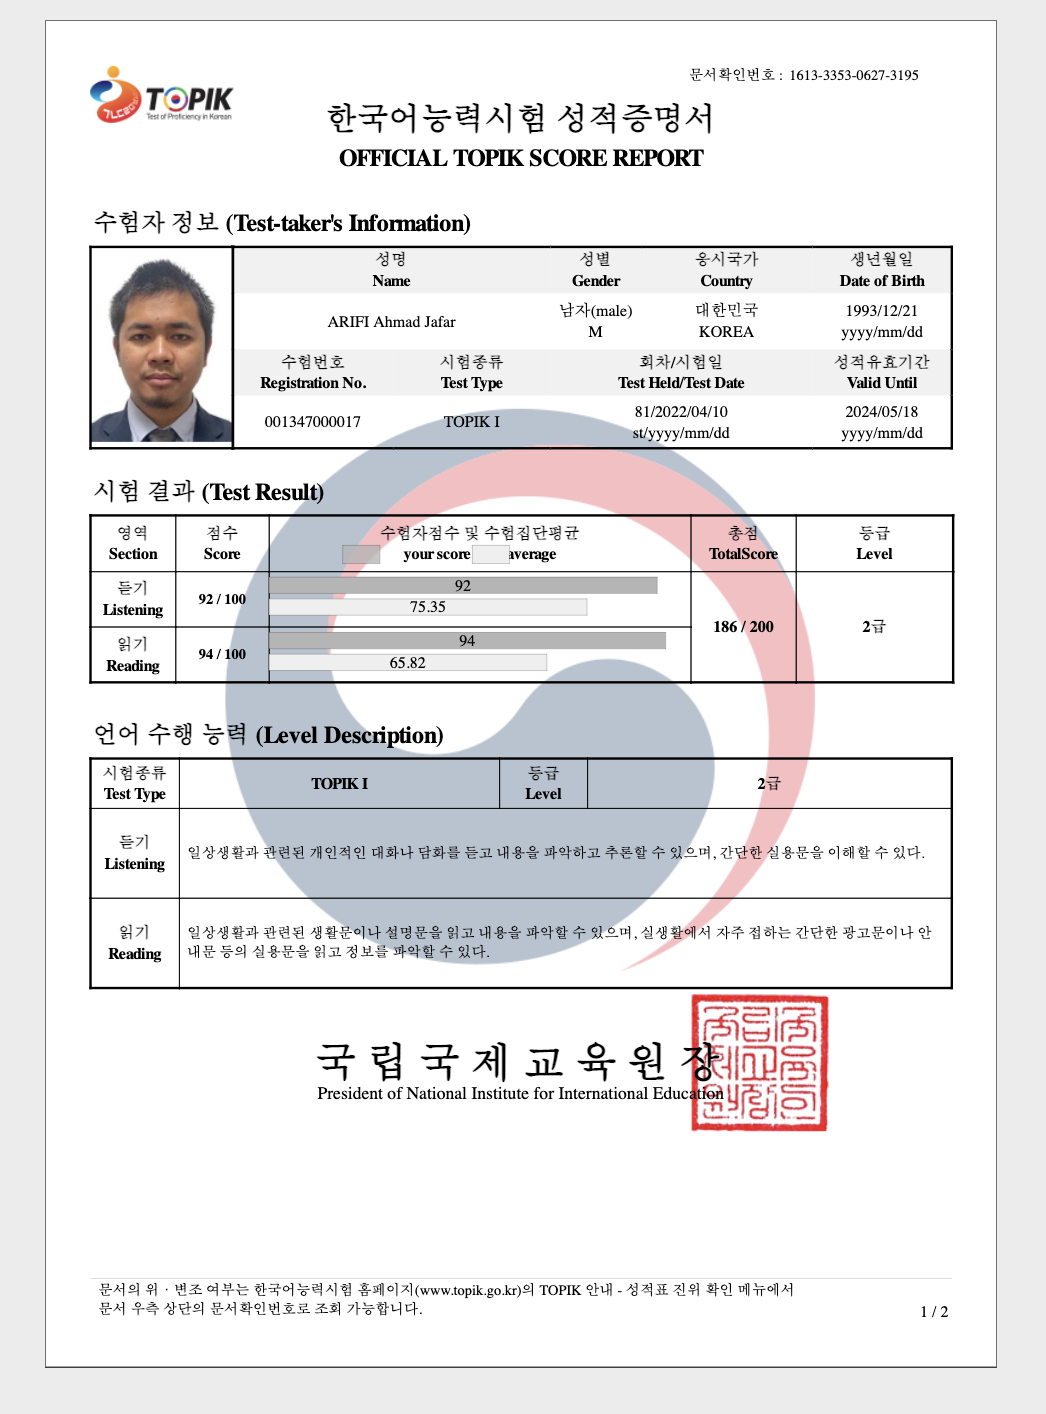 문서확인번호 : 1613-3353-0627-3195
TOPIK
Test of Proficiency in Korean
한국어능력시험 성적증명서
OFFICIAL TOPIK SCORE REPORT
수험자 정보 (Test-taker's Information)
성명 성별 응시국가 생년월일
Name Gender Country Date of Birth
ARIFI Ahmad Jafar 남자(male) 대한민국 1993/12/21
M KOREA yyyy/mm/dd
수험번호 시험종류 회차/시험일 성적유효기간
Registration No. Test Type Test Held/Test Date Valid Until
001347000017 TOPIK I 81/2022/04/10 2024/05/18
st/yyyy/mm/dd yyyy/mm/dd
시험 결과 (Test Result)
영역 점수 수험자점수 및 수험집단평균 총점 등급
Section Score your score average TotalScore Level
듣기 92 / 100 92
Listening 75.35
186 / 200 2급
읽기 94 / 100 94
Reading 65.82
언어 수행 능력 (Level Description)
시험종류 TOPIK I 등급 2급
Test Type Level
듣기
Listening
일상생활과 관련된 개인적인 대화나 담화를 듣고 내용을 파악하고 추론할 수 있으며, 간단한 실용문을 이해할 수 있다.
읽기
Reading
일상생활과 관련된 생활문이나 설명문을 읽고 내용을 파악할 수 있으며, 실생활에서 자주 접하는 간단한 광고문이나 안
내문 등의 실용문을 읽고 정보를 파악할 수 있다.
국립국제교육원장
President of National Institute for International Education
문서의 위 · 변조 여부는 한국어능력시험 홈페이지(www.topik.go.kr)의 TOPIK 안내 - 성적표 진위 확인 메뉴에서
문서 우측 상단의 문서확인번호로 조회 가능합니다.
1 / 2